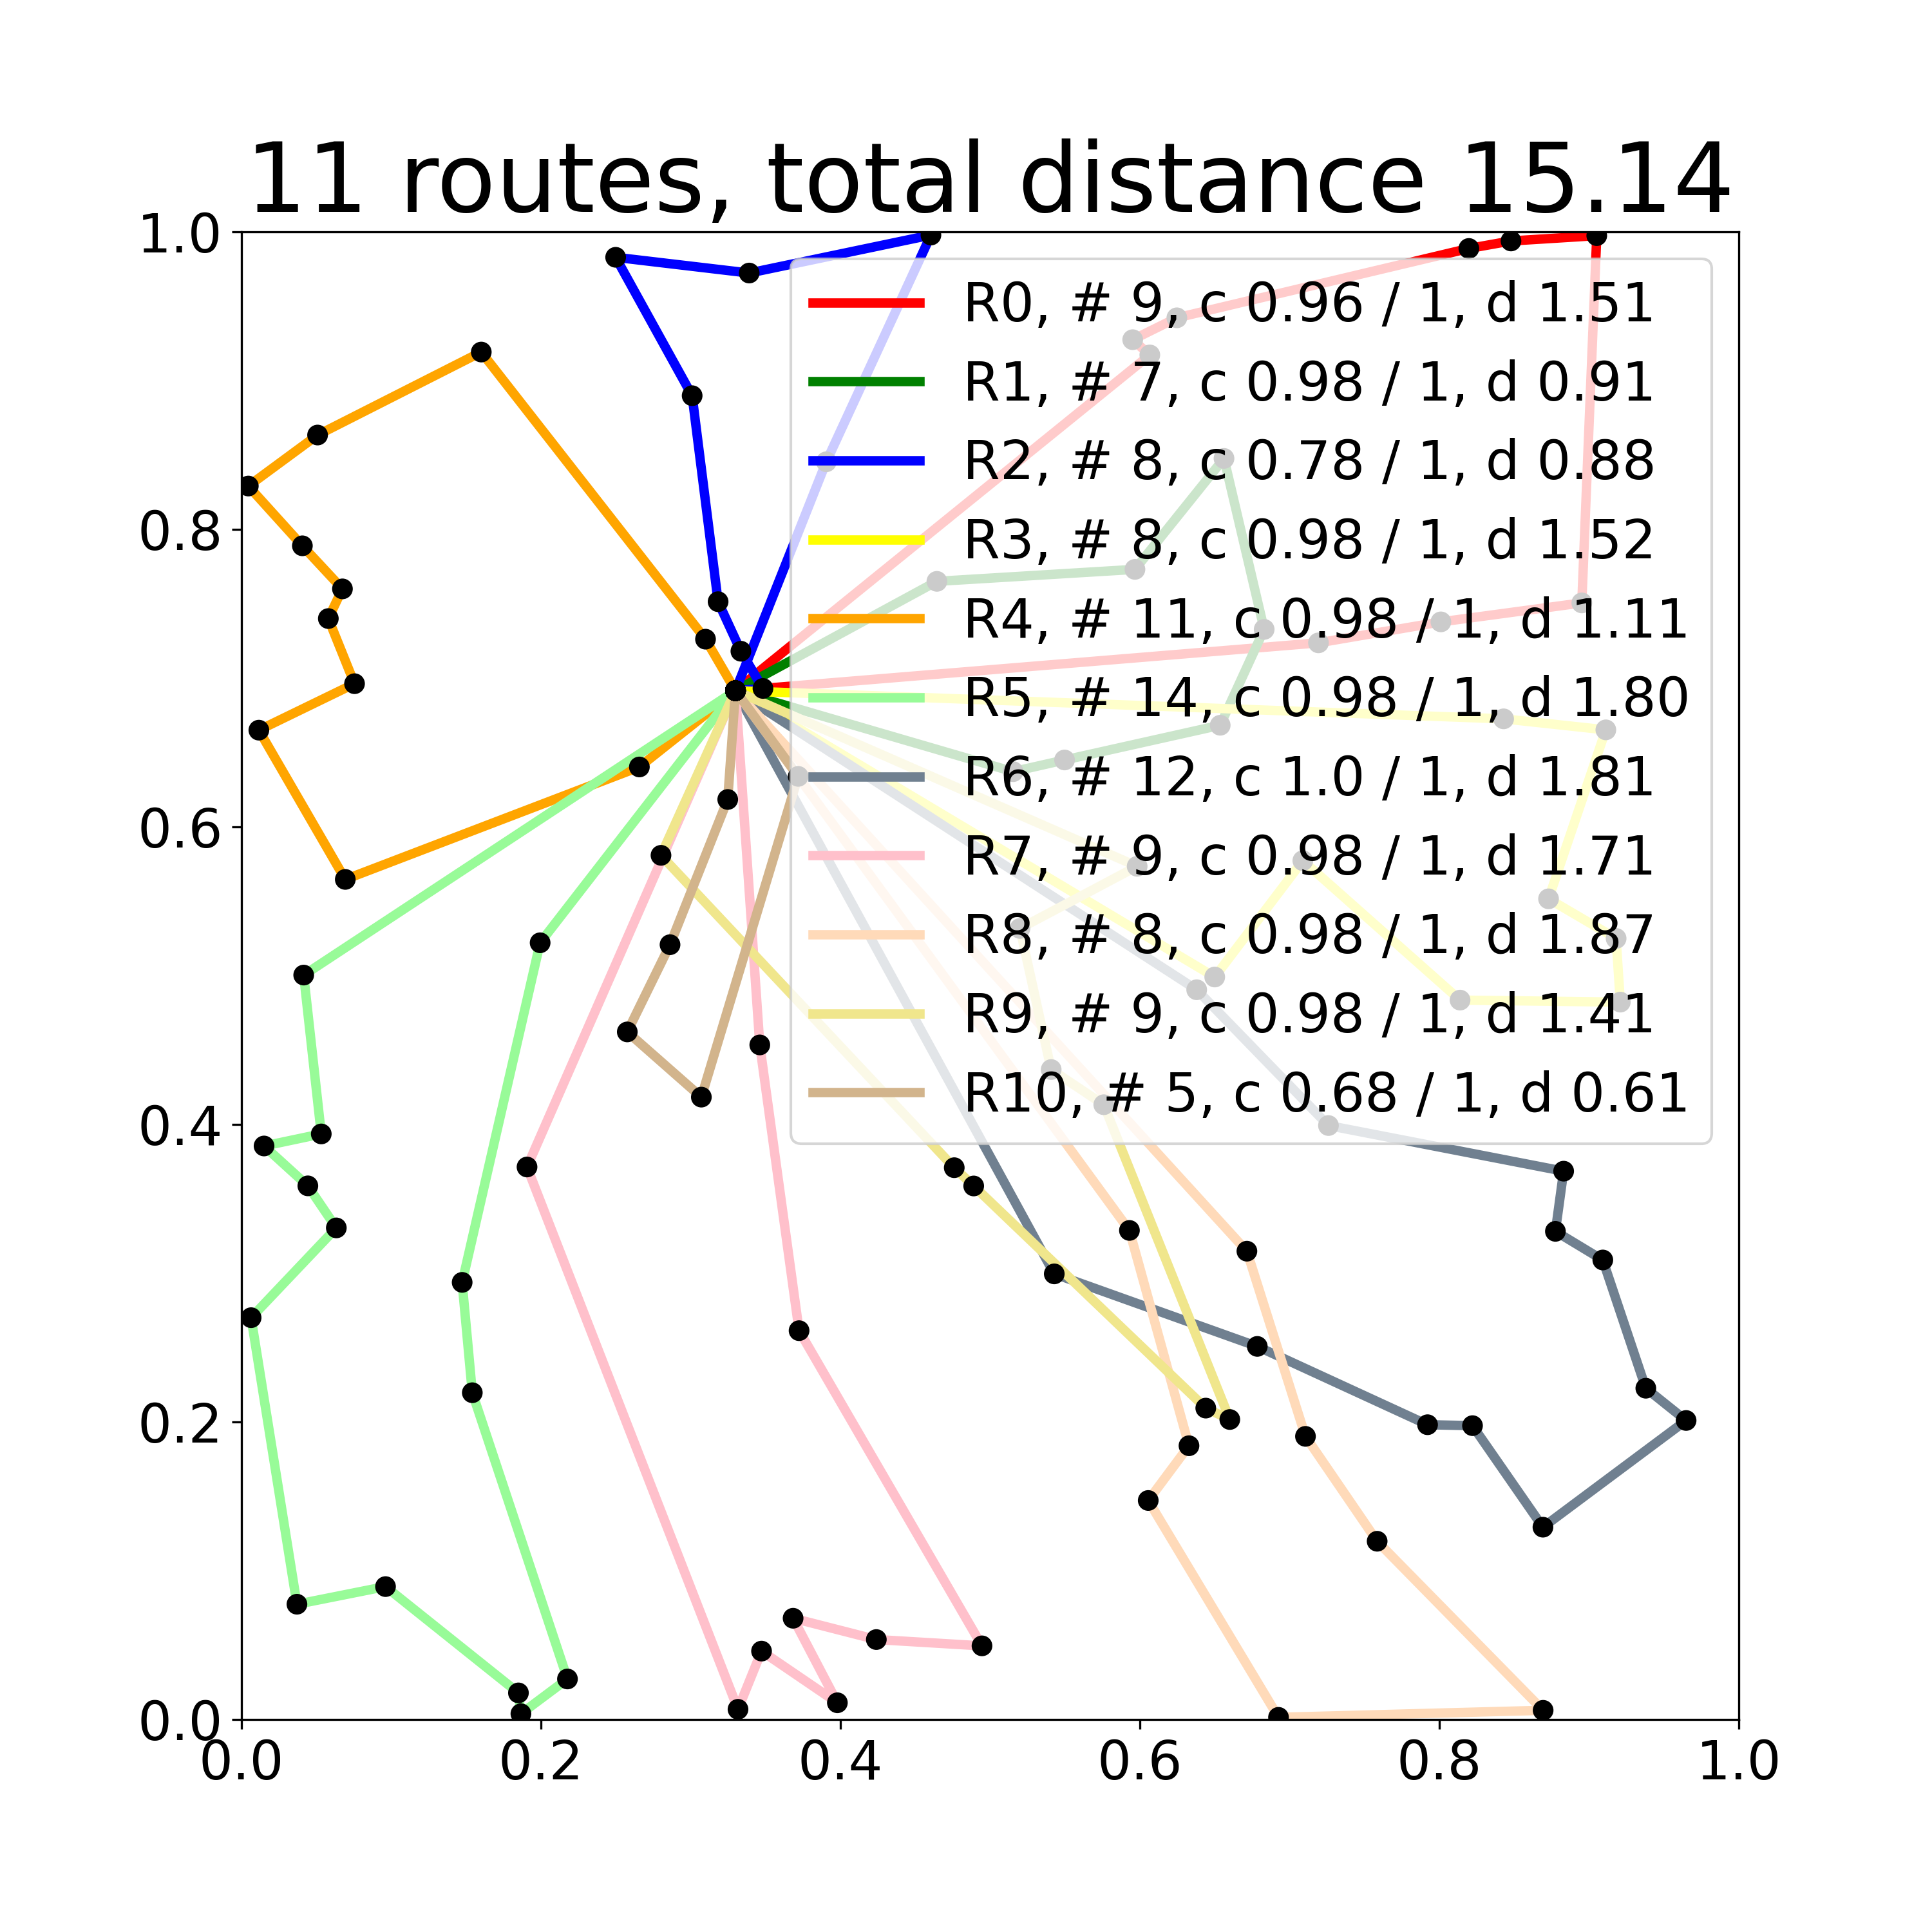 11 routes, total distance 15.14
1.0
0.8
0.6
0.4
0.2
0.0
0.0 0.2 0.4 0.6 0.8 1.0
R0, # 9, c 0.96 / 1, d 1.51
R1, # 7, c 0.98 / 1, d 0.91
R2, # 8, c 0.78 / 1, d 0.88
R3, # 8, c 0.98 / 1, d 1.52
R4, # 11, c 0.98 / 1, d 1.11
R5, # 14, c 0.98 / 1, d 1.80
R6, # 12, c 1.0 / 1, d 1.81
R7, # 9, c 0.98 / 1, d 1.71
R8, # 8, c 0.98 / 1, d 1.87
R9, # 9, c 0.98 / 1, d 1.41
R10, # 5, c 0.68 / 1, d 0.61